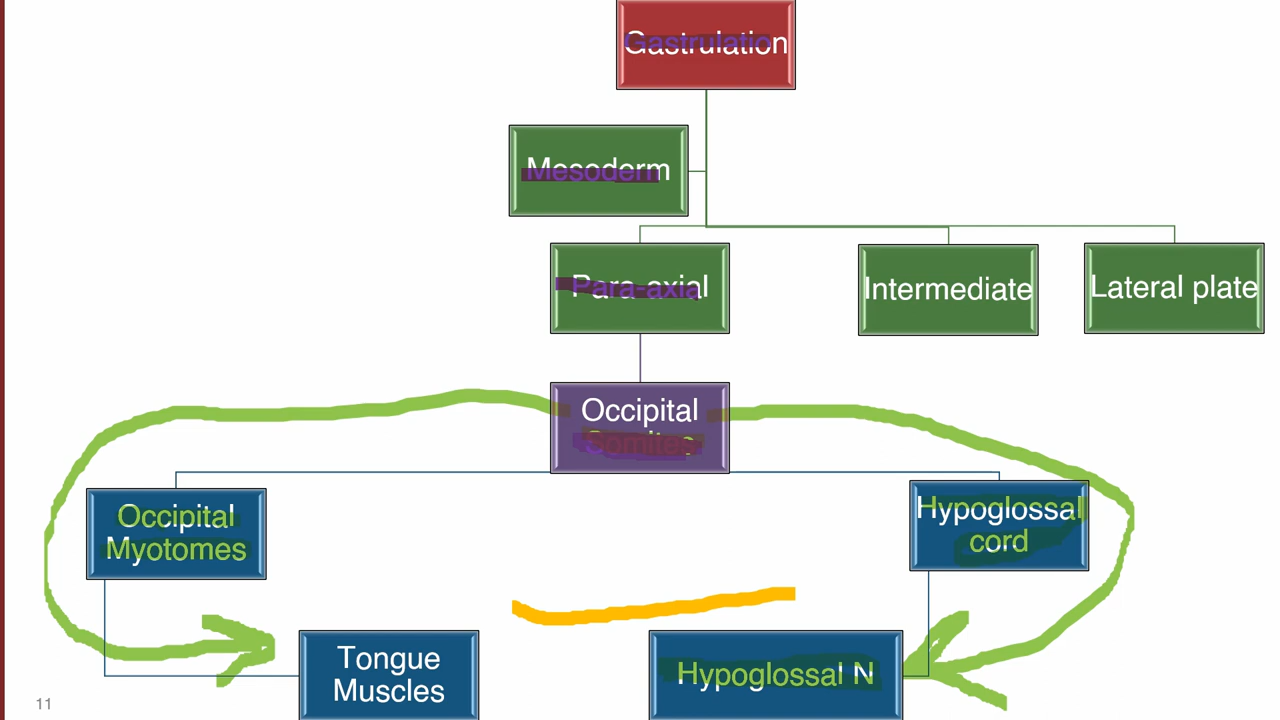 Gastrulation
Mesoderm
Para-axial
Intermediate
Lateral plate
Occipital
Somites
Occipital
Myotomes
Hypoglossal
cord
Tongue
Muscles
Hypoglossal N
11